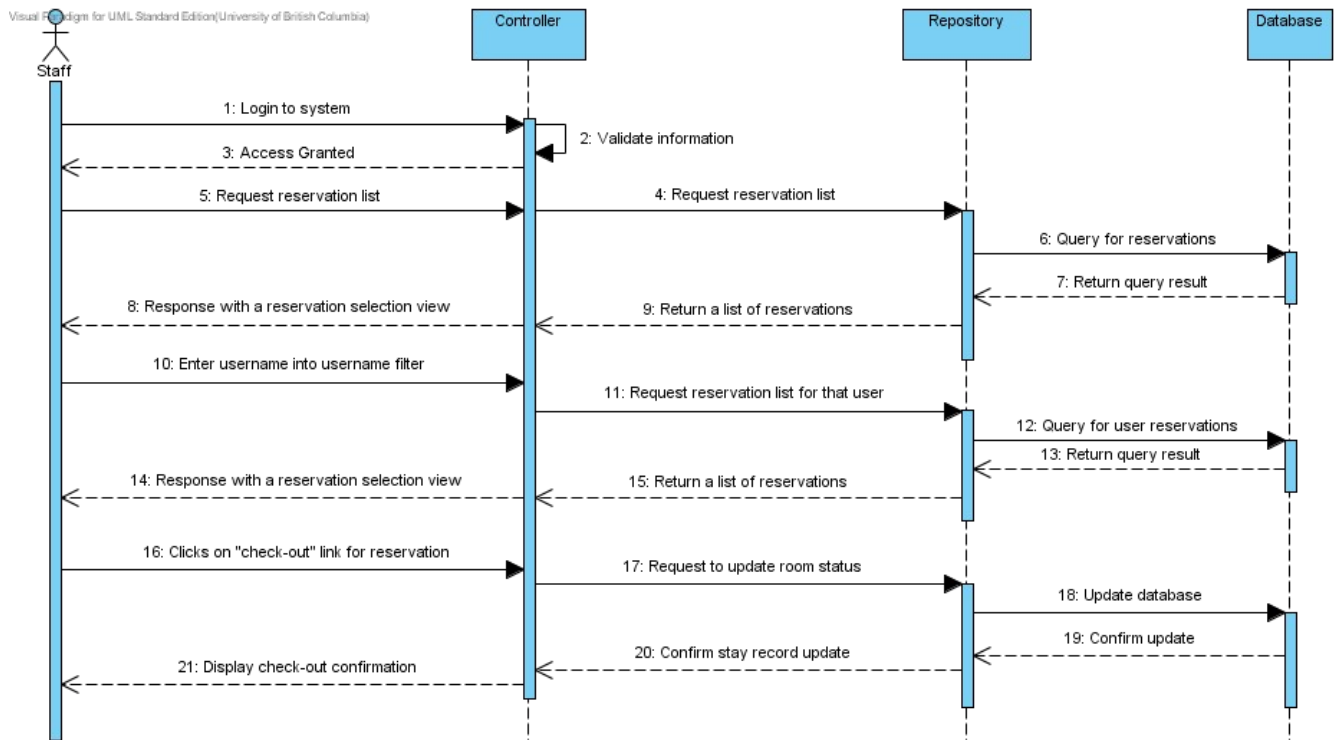 Visual Paradigm for UML Standard Edition(University of British Columbia)
Controller
Repository
Database
Staff
1: Login to system
2: Validate information
3: Access Granted
5: Request reservation list
4: Request reservation list
6: Query for reservations
7: Return query result
8: Response with a reservation selection view
9: Return a list of reservations
10: Enter username into username filter
11: Request reservation list for that user
12: Query for user reservations
13: Return query result
14: Response with a reservation selection view
15: Return a list of reservations
16: Clicks on "check-out" link for reservation
17: Request to update room status
18: Update database
19: Confirm update
20: Confirm stay record update
21: Display check-out confirmation